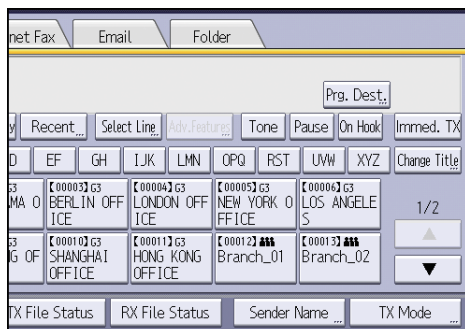 net Fax Email Folder
Prg. Dest.
y Recent Select Line Adv.Features Tone Pause On Hook Immed. TX
D EF GH IJK LMN OPQ RST UVW XYZ Change Title
G3 【00003】G3 【00004】G3 【00005】G3 【00006】G3
MA O BERLIN OFF LONDON OFF NEW YORK O LOS ANGELE
ICE ICE FFICE S
1/2
G3 【00010】G3 【00011】G3 【00012】 【00013】
G OF SHANGHAI HONG KONG Branch_01 Branch_02
OFFICE OFFICE
▲
▼
TX File Status RX File Status Sender Name TX Mode